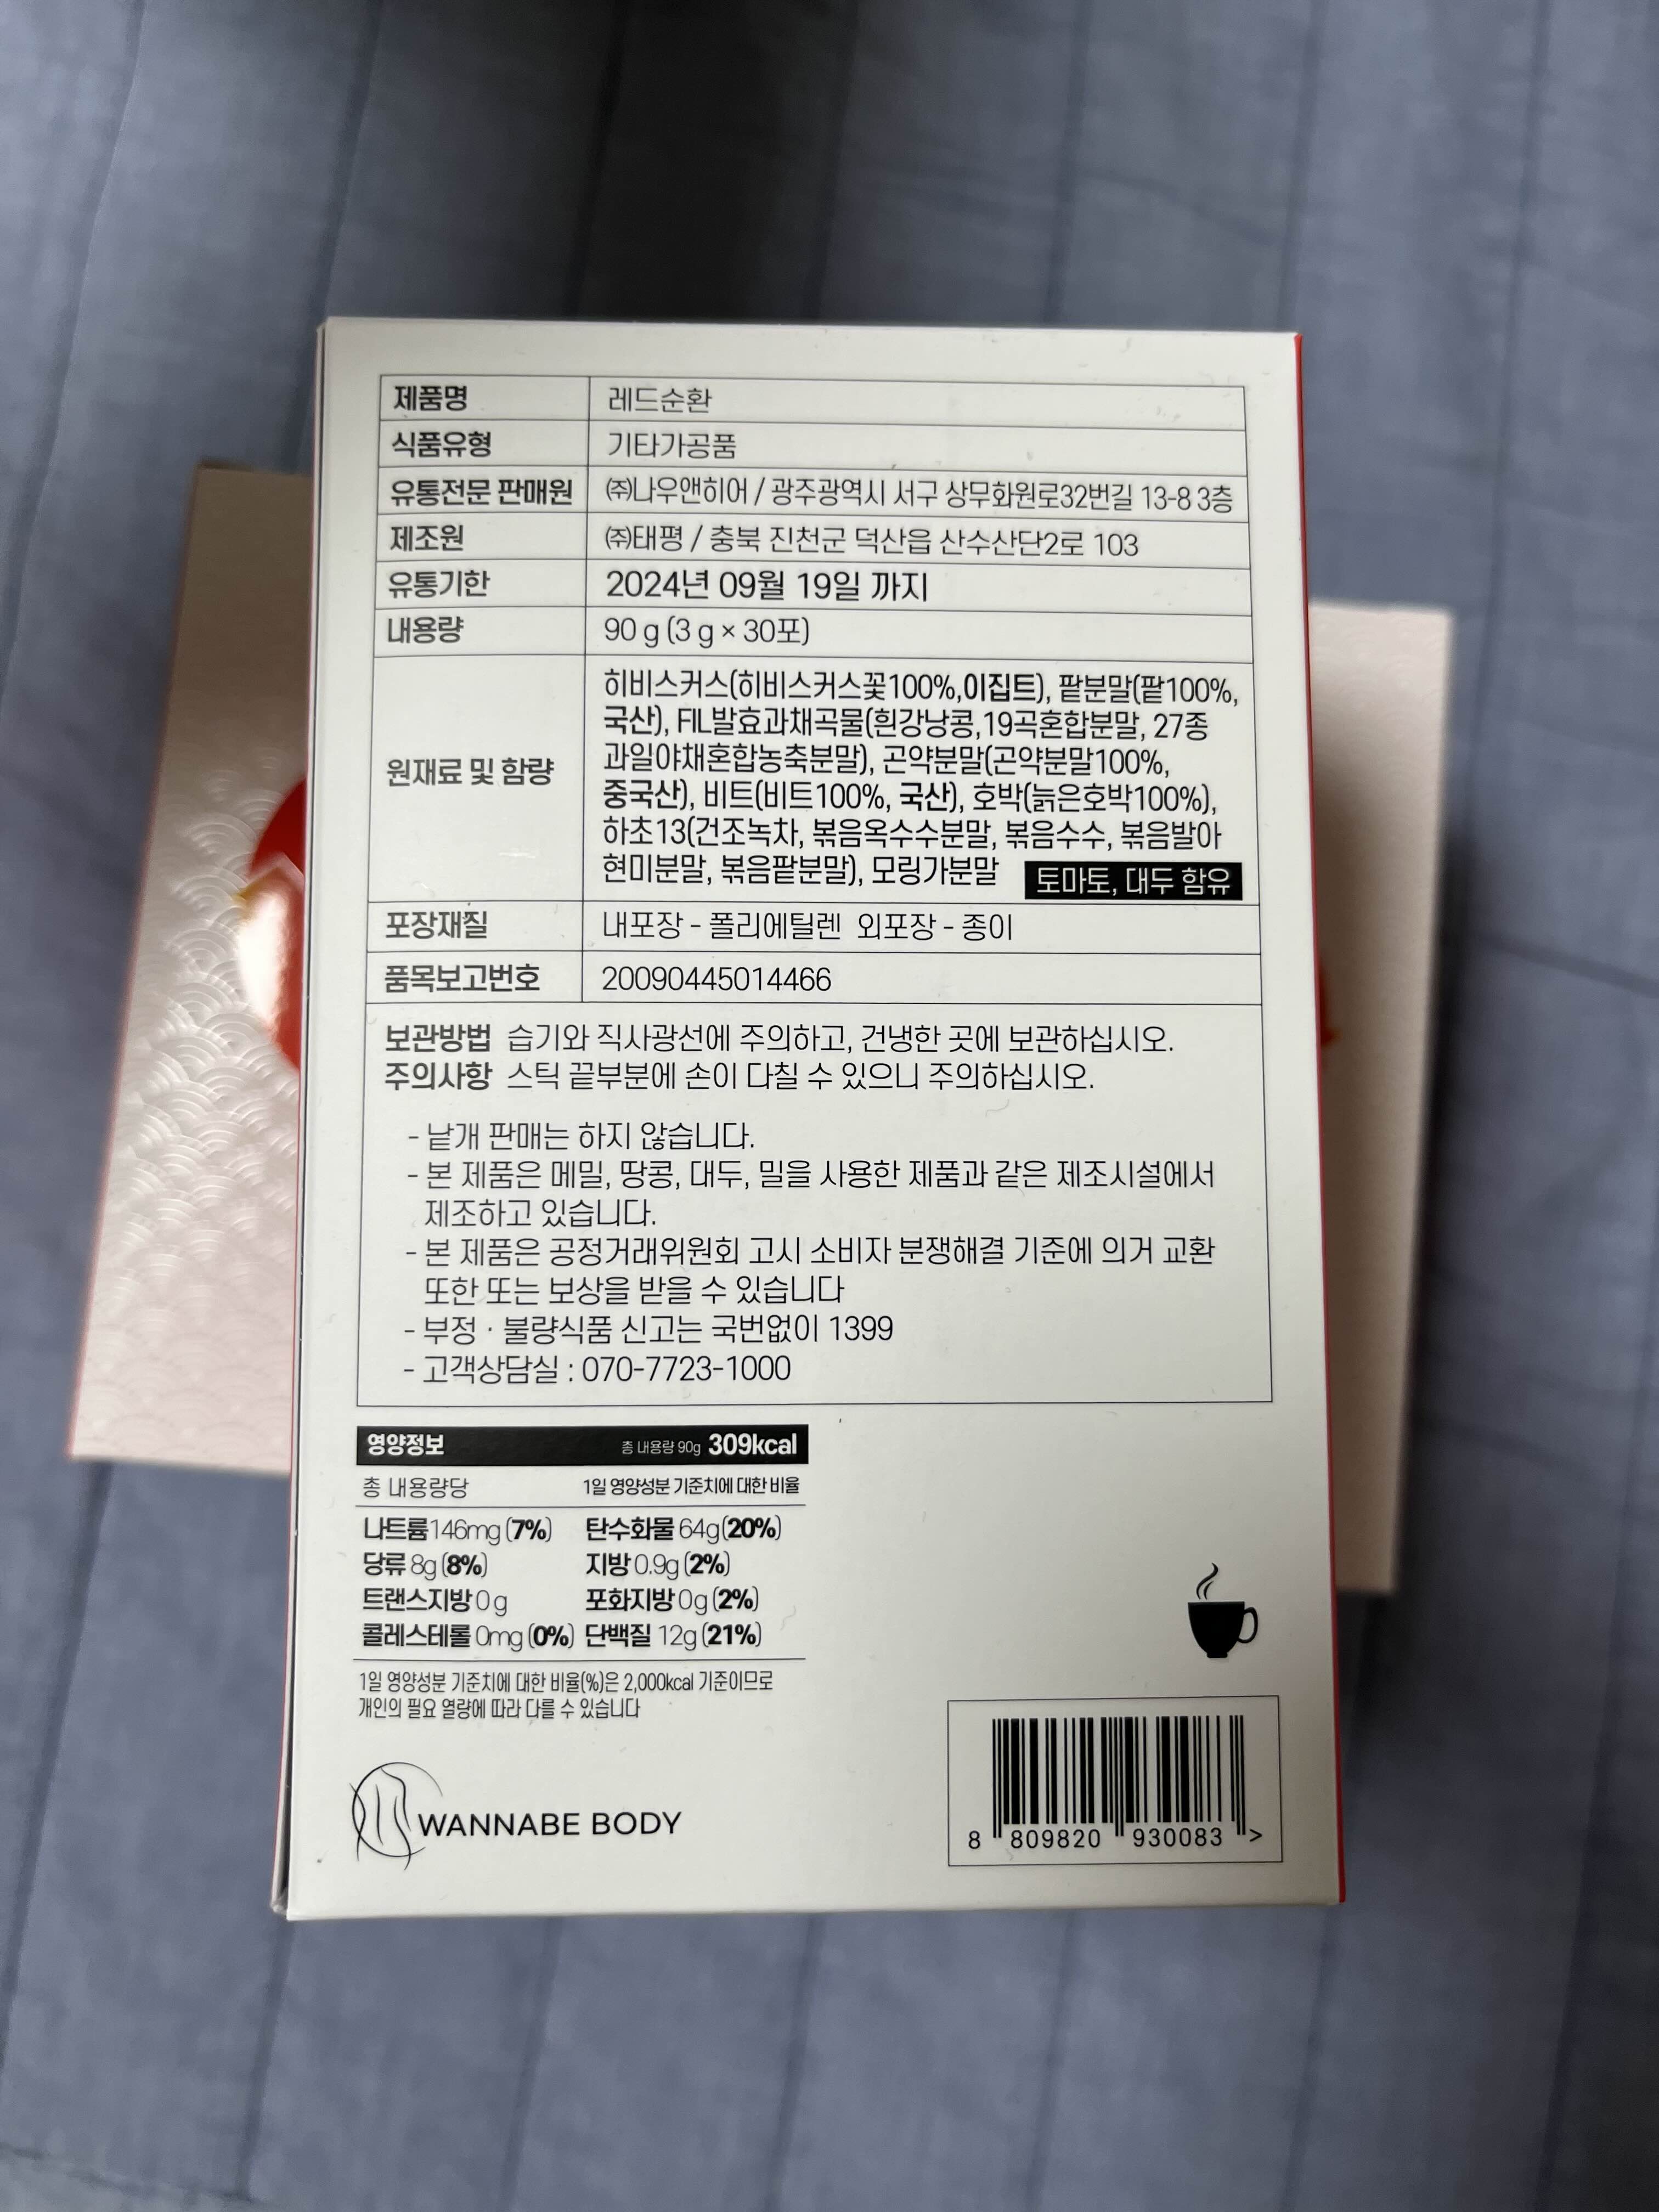 제품명 레드순환
식품유형 기타가공품
유통전문 판매원 ㈜나우앤히어 / 광주광역시 서구 상무화원로32번길 13-8 3층
제조원 ㈜태평 / 충북 진천군 덕산읍 산수산단2로 103
유통기한 2024년 09월 19일 까지
내용량 90 g (3 g × 30포)
원재료 및 함량
히비스커스(히비스커스꽃100%,이집트), 팥분말(팥100%,
국산), FIL발효과채곡물(흰강낭콩,19곡혼합분말, 27종
과일야채혼합농축분말), 곤약분말(곤약분말100%,
중국산), 비트(비트100%, 국산), 호박(늙은호박100%),
하초13(건조녹차, 볶음옥수수분말, 볶음수수, 볶음발아
현미분말, 볶음팥분말), 모링가분말 토마토, 대두 함유
포장재질 내포장 - 폴리에틸렌 외포장 - 종이
품목보고번호 20090445014466
보관방법 습기와 직사광선에 주의하고, 건냉한 곳에 보관하십시오.
주의사항 스틱 끝부분에 손이 다칠 수 있으니 주의하십시오.
- 낱개 판매는 하지 않습니다.
- 본 제품은 메밀, 땅콩, 대두, 밀을 사용한 제품과 같은 제조시설에서
제조하고 있습니다.
- 본 제품은 공정거래위원회 고시 소비자 분쟁해결 기준에 의거 교환
또한 또는 보상을 받을 수 있습니다
- 부정 · 불량식품 신고는 국번없이 1399
- 고객상담실 : 070-7723-1000
영양정보 총 내용량 90g 309kcal
총 내용량당 1일 영양성분 기준치에 대한 비율
나트륨146mg (7%) 탄수화물 64g(20%)
당류 8g (8%) 지방 0.9g (2%)
트랜스지방 0 g 포화지방 0g (2%)
콜레스테롤 0mg (0%) 단백질 12g (21%)
1일 영양성분 기준치에 대한 비율(%)은 2,000kcal 기준이므로
개인의 필요 열량에 따라 다를 수 있습니다
WANNABE BODY
8 809820 930083 >